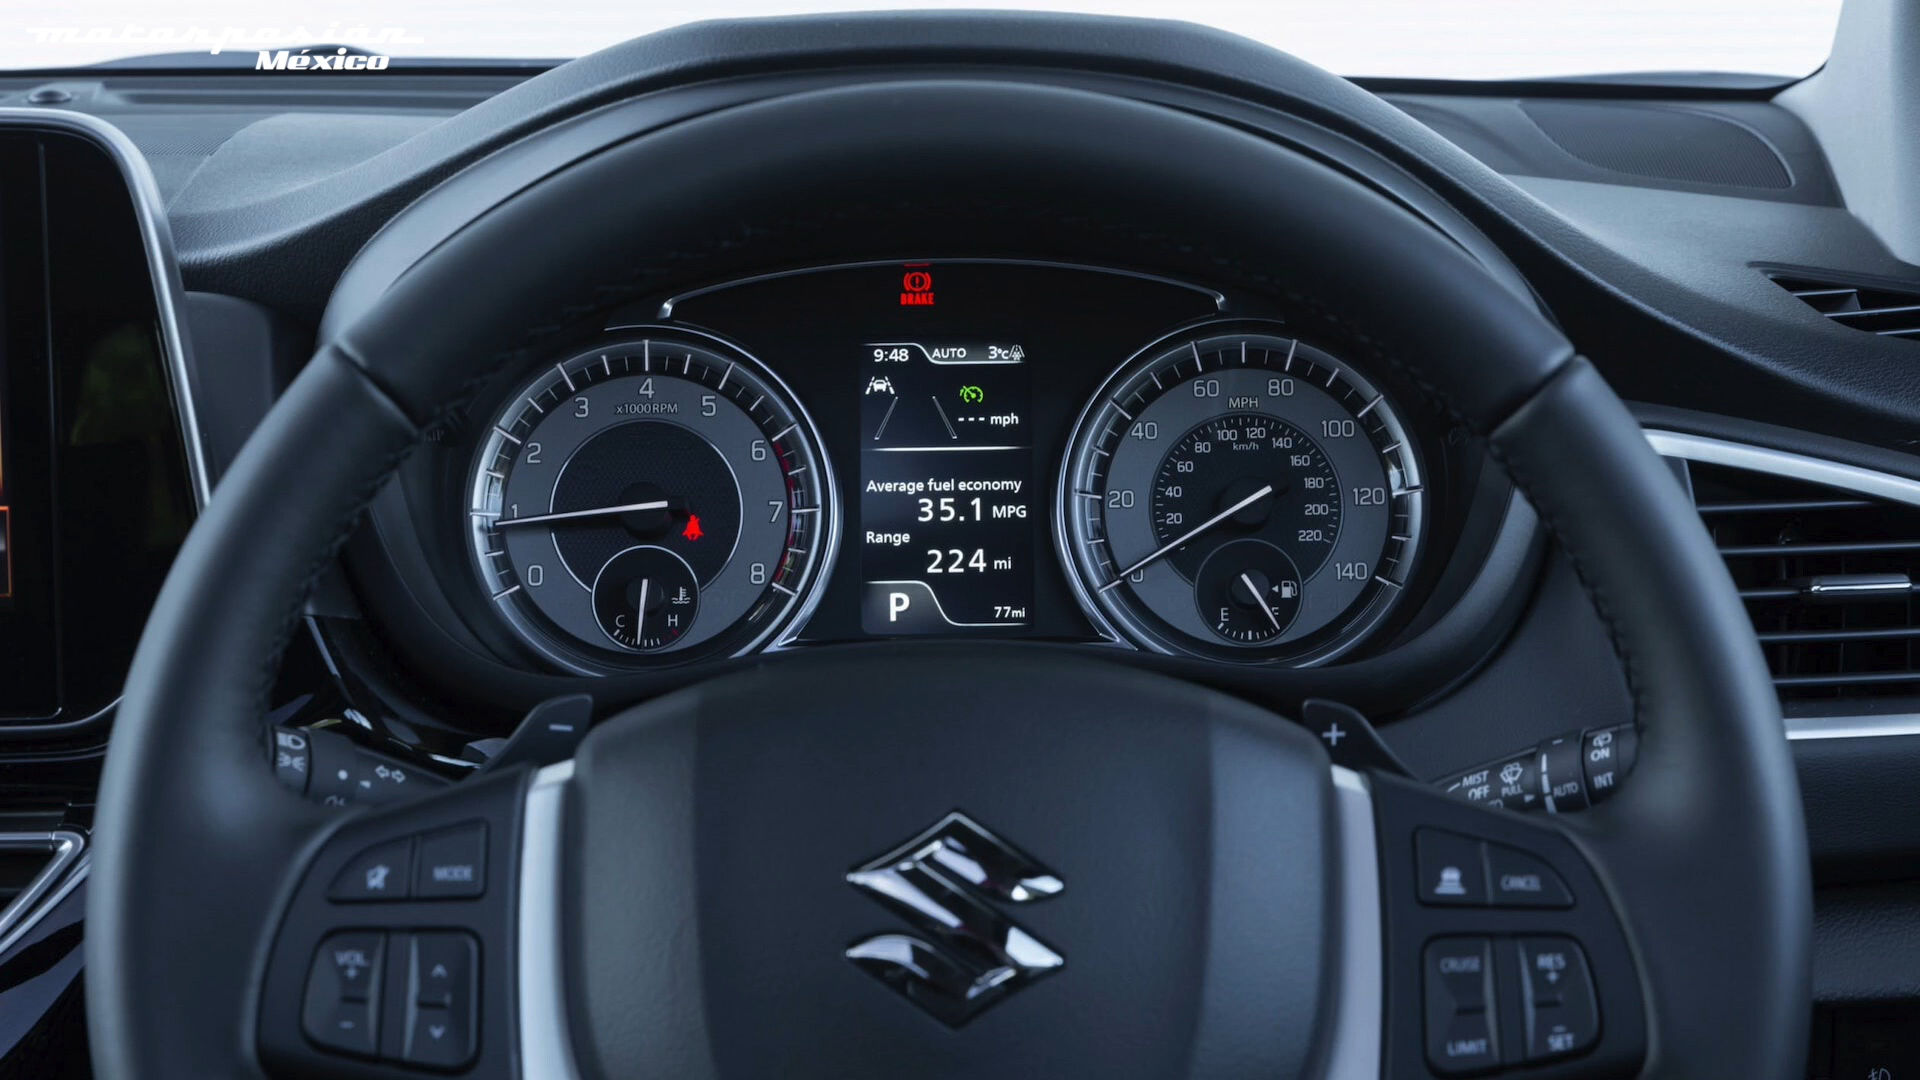 motorpasión
México
BRAKE
9:48 AUTO 3°C
--- mph
Average fuel economy
35.1 MPG
Range
224 mi
P 77mi
0 1 2 3 4 5 6 7 8
x1000RPM
C H
0 20 40 60 80 100 120 140
MPH
20 40 60 80 100 120 140 160 180 200 220
km/h
E F
−
+
MIST
OFF
PULL
AUTO
ON
INT
MODE
VOL
+
−
CANCEL
CRUISE
LIMIT
RES
+
−
SET